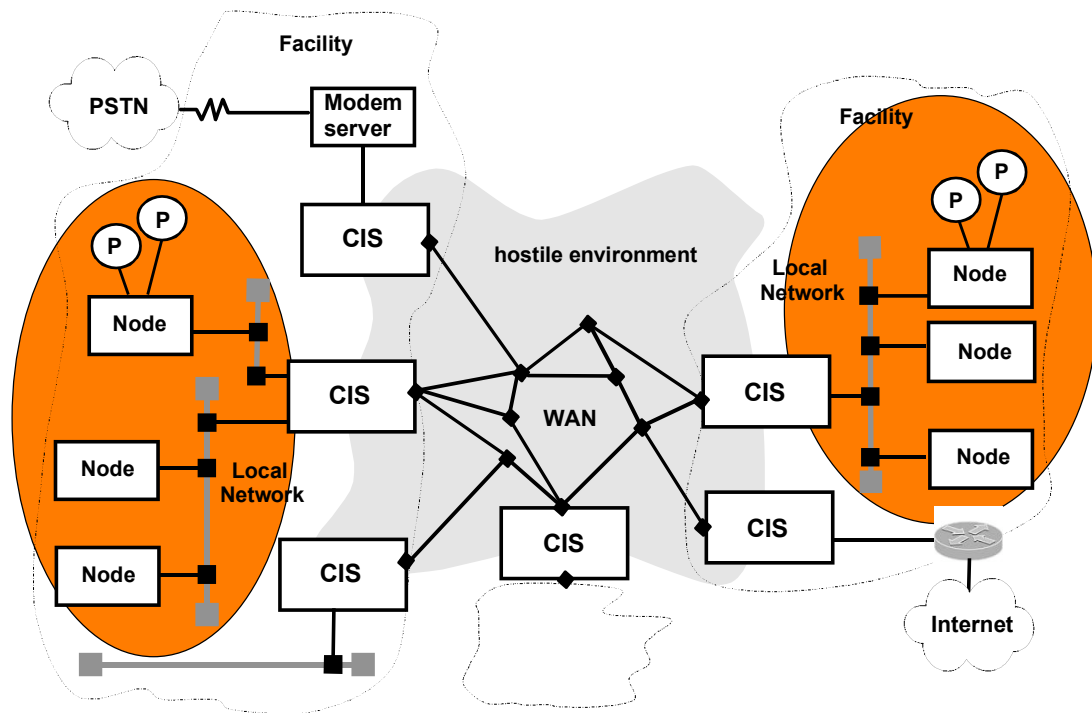 Facility
PSTN
Modem
server
Facility
P
P
P
P
CIS
hostile environment
Local
Network
Node
Node
Node
CIS
CIS
WAN
Node
Local
Network
Node
Node
CIS
CIS
CIS
Internet